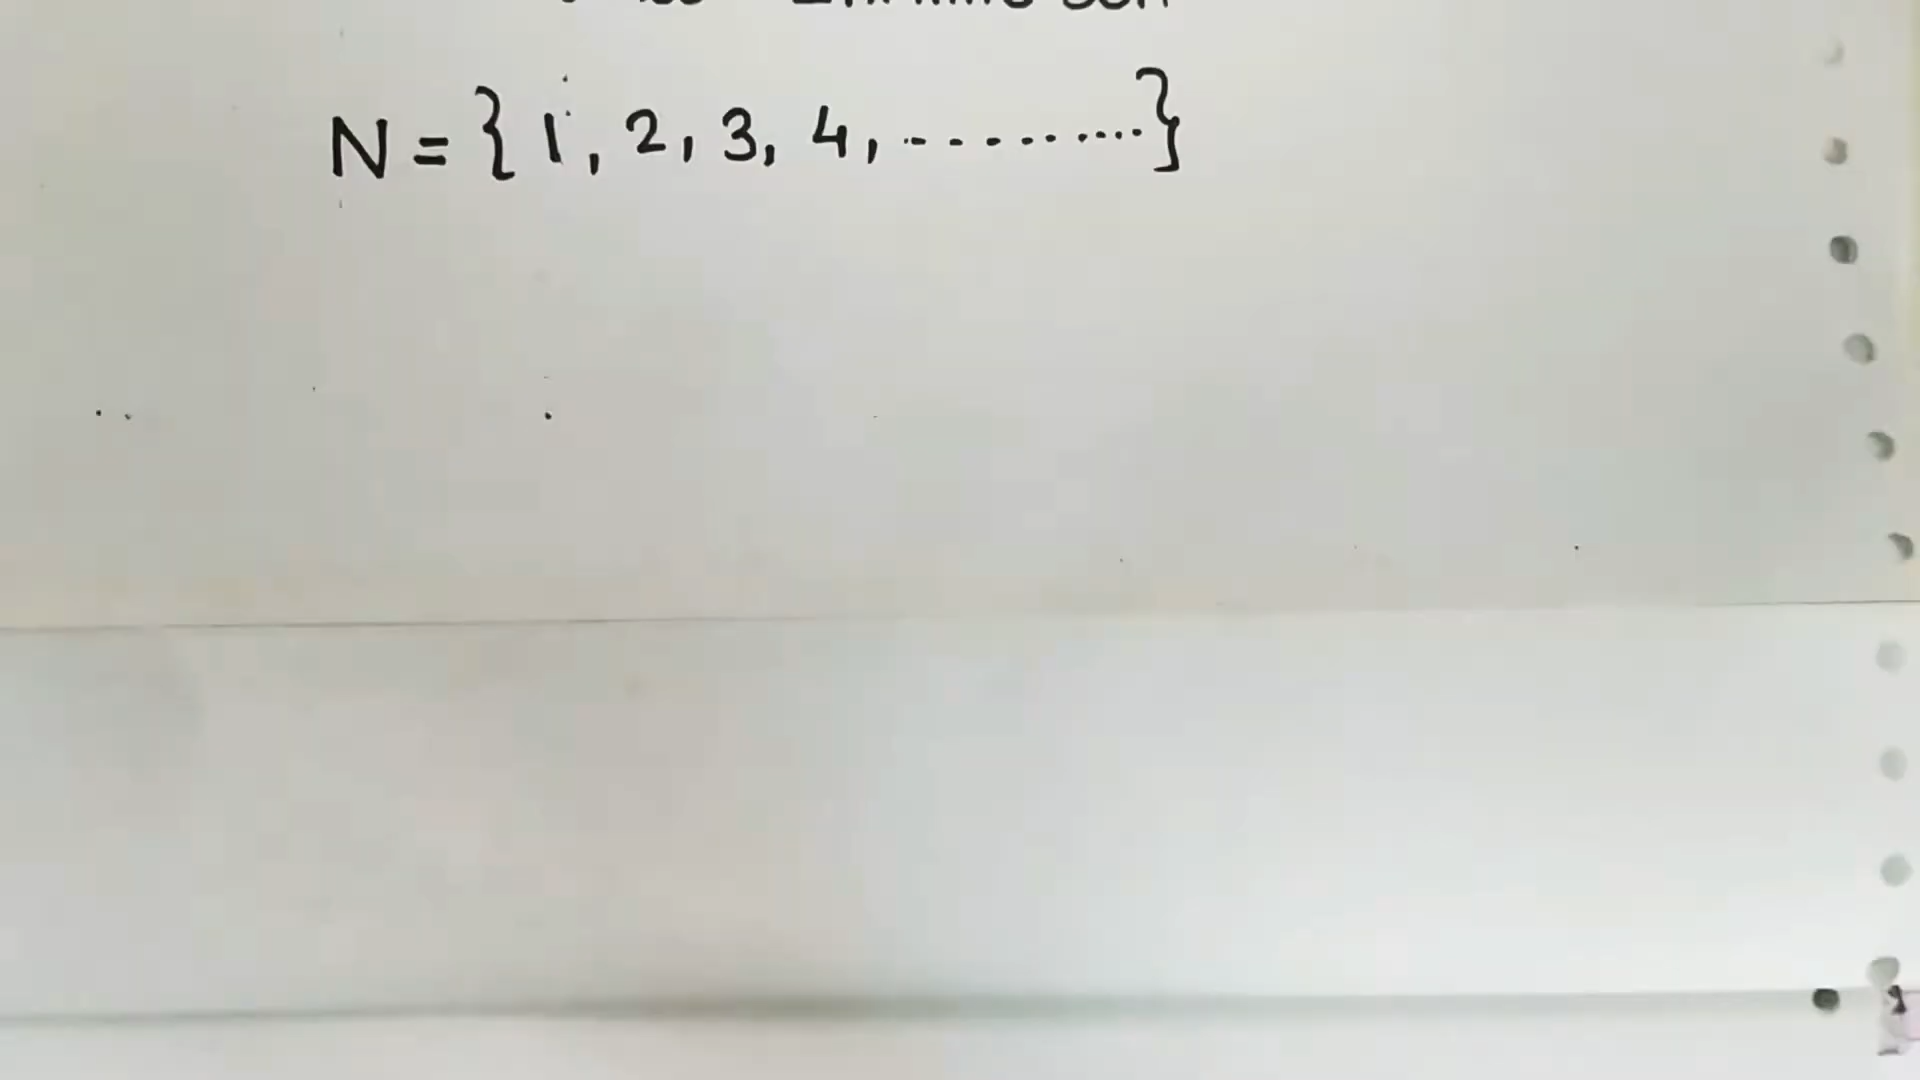 N = { 1, 2, 3, 4, .......... }